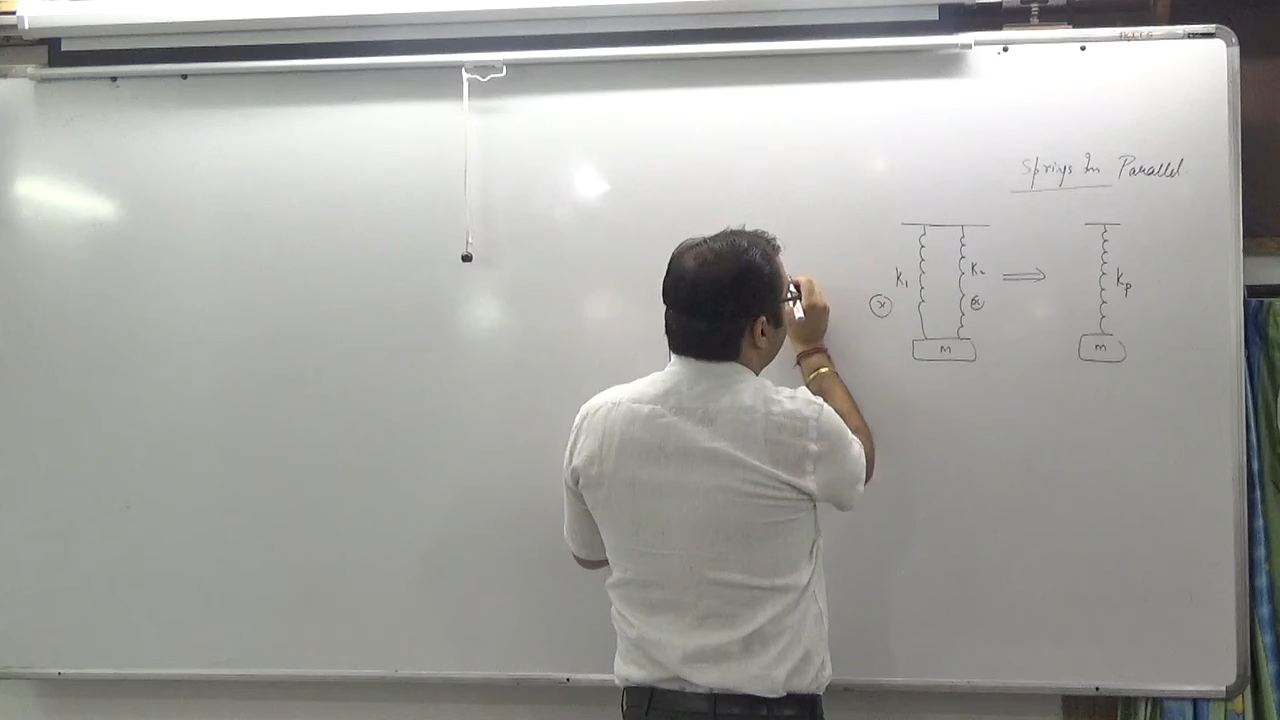 Springs In Parallel
K₁
K₂
Kp
x
x
M
M